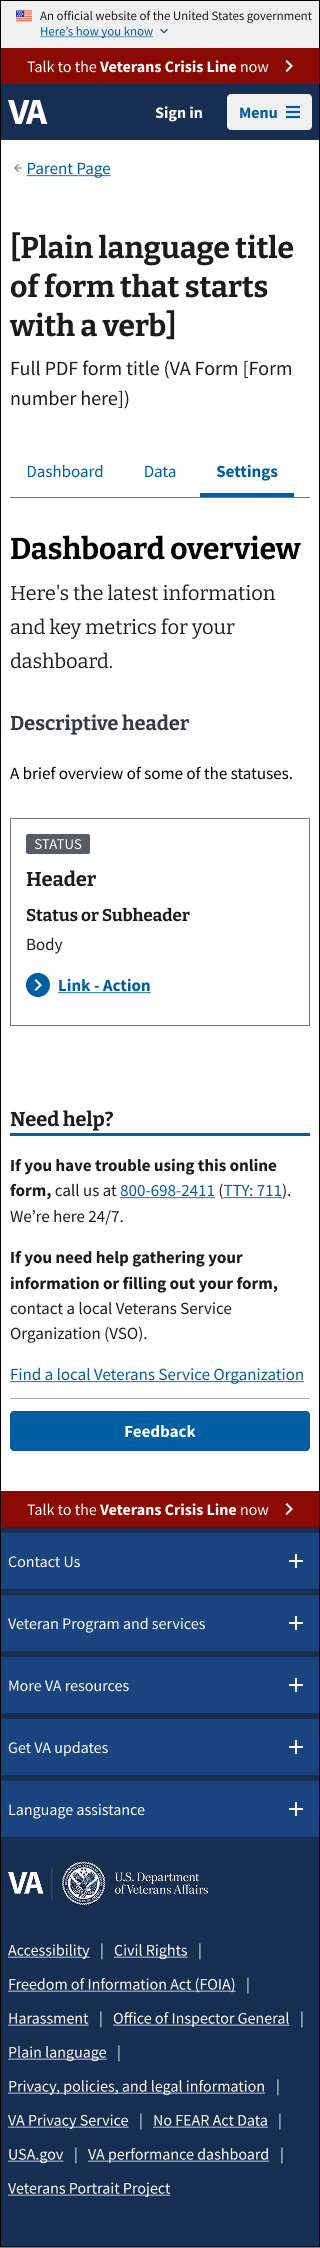 An official website of the United States government
Here's how you know
Talk to the Veterans Crisis Line now
VA
Sign in
Menu
Parent Page
[Plain language title
of form that starts
with a verb]
Full PDF form title (VA Form [Form
number here])
Dashboard
Data
Settings
Dashboard overview
Here's the latest information
and key metrics for your
dashboard.
Descriptive header
A brief overview of some of the statuses.
STATUS
Header
Status or Subheader
Body
Link - Action
Need help?
If you have trouble using this online
form, call us at 800-698-2411 (TTY: 711).
We’re here 24/7.
If you need help gathering your
information or filling out your form,
contact a local Veterans Service
Organization (VSO).
Find a local Veterans Service Organization
Feedback
Talk to the Veterans Crisis Line now
Contact Us
Veteran Program and services
More VA resources
Get VA updates
Language assistance
VA
U.S. Department
of Veterans Affairs
Accessibility | Civil Rights |
Freedom of Information Act (FOIA) |
Harassment | Office of Inspector General |
Plain language |
Privacy, policies, and legal information |
VA Privacy Service | No FEAR Act Data |
USA.gov | VA performance dashboard |
Veterans Portrait Project